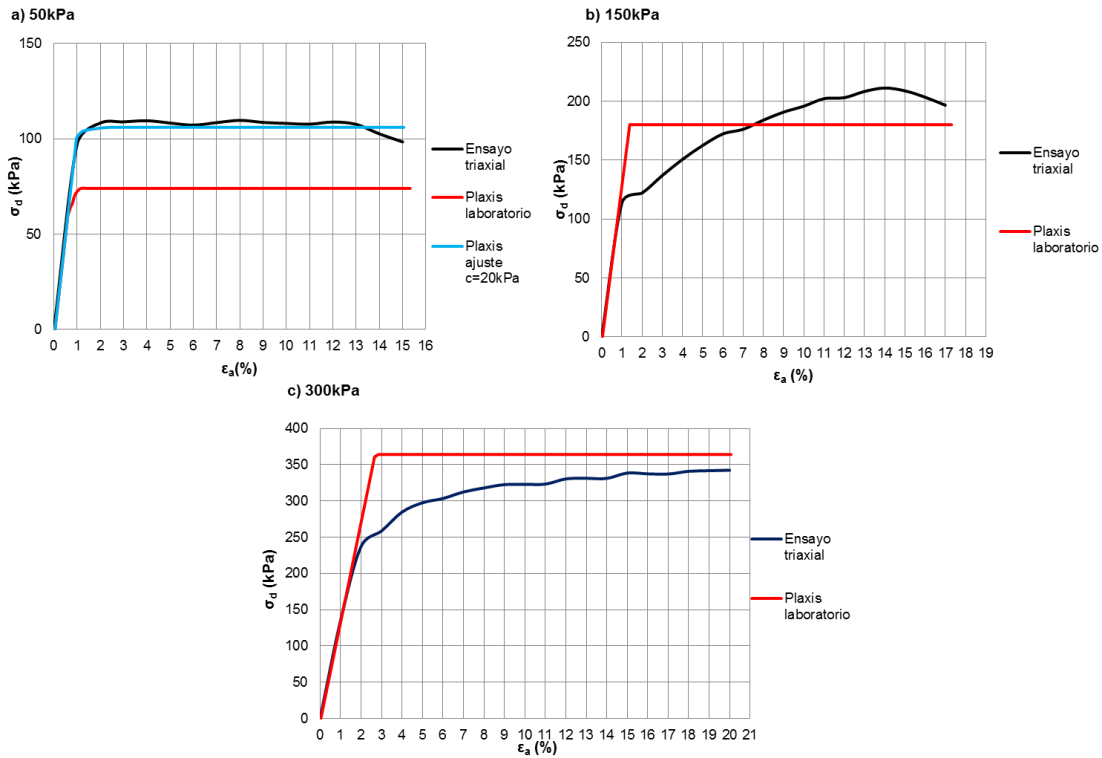 a) 50kPa
150
100
50
0
σd (kPa)
0 1 2 3 4 5 6 7 8 9 10 11 12 13 14 15 16
εa(%)
Ensayo
triaxial
Plaxis
laboratorio
Plaxis
ajuste
c=20kPa
b) 150kPa
250
200
150
100
50
0
σd (kPa)
0 1 2 3 4 5 6 7 8 9 10 11 12 13 14 15 16 17 18 19
εa (%)
Ensayo
triaxial
Plaxis
laboratorio
c) 300kPa
400
350
300
250
200
150
100
50
0
σd (kPa)
0 1 2 3 4 5 6 7 8 9 10 11 12 13 14 15 16 17 18 19 20 21
εa (%)
Ensayo
triaxial
Plaxis
laboratorio